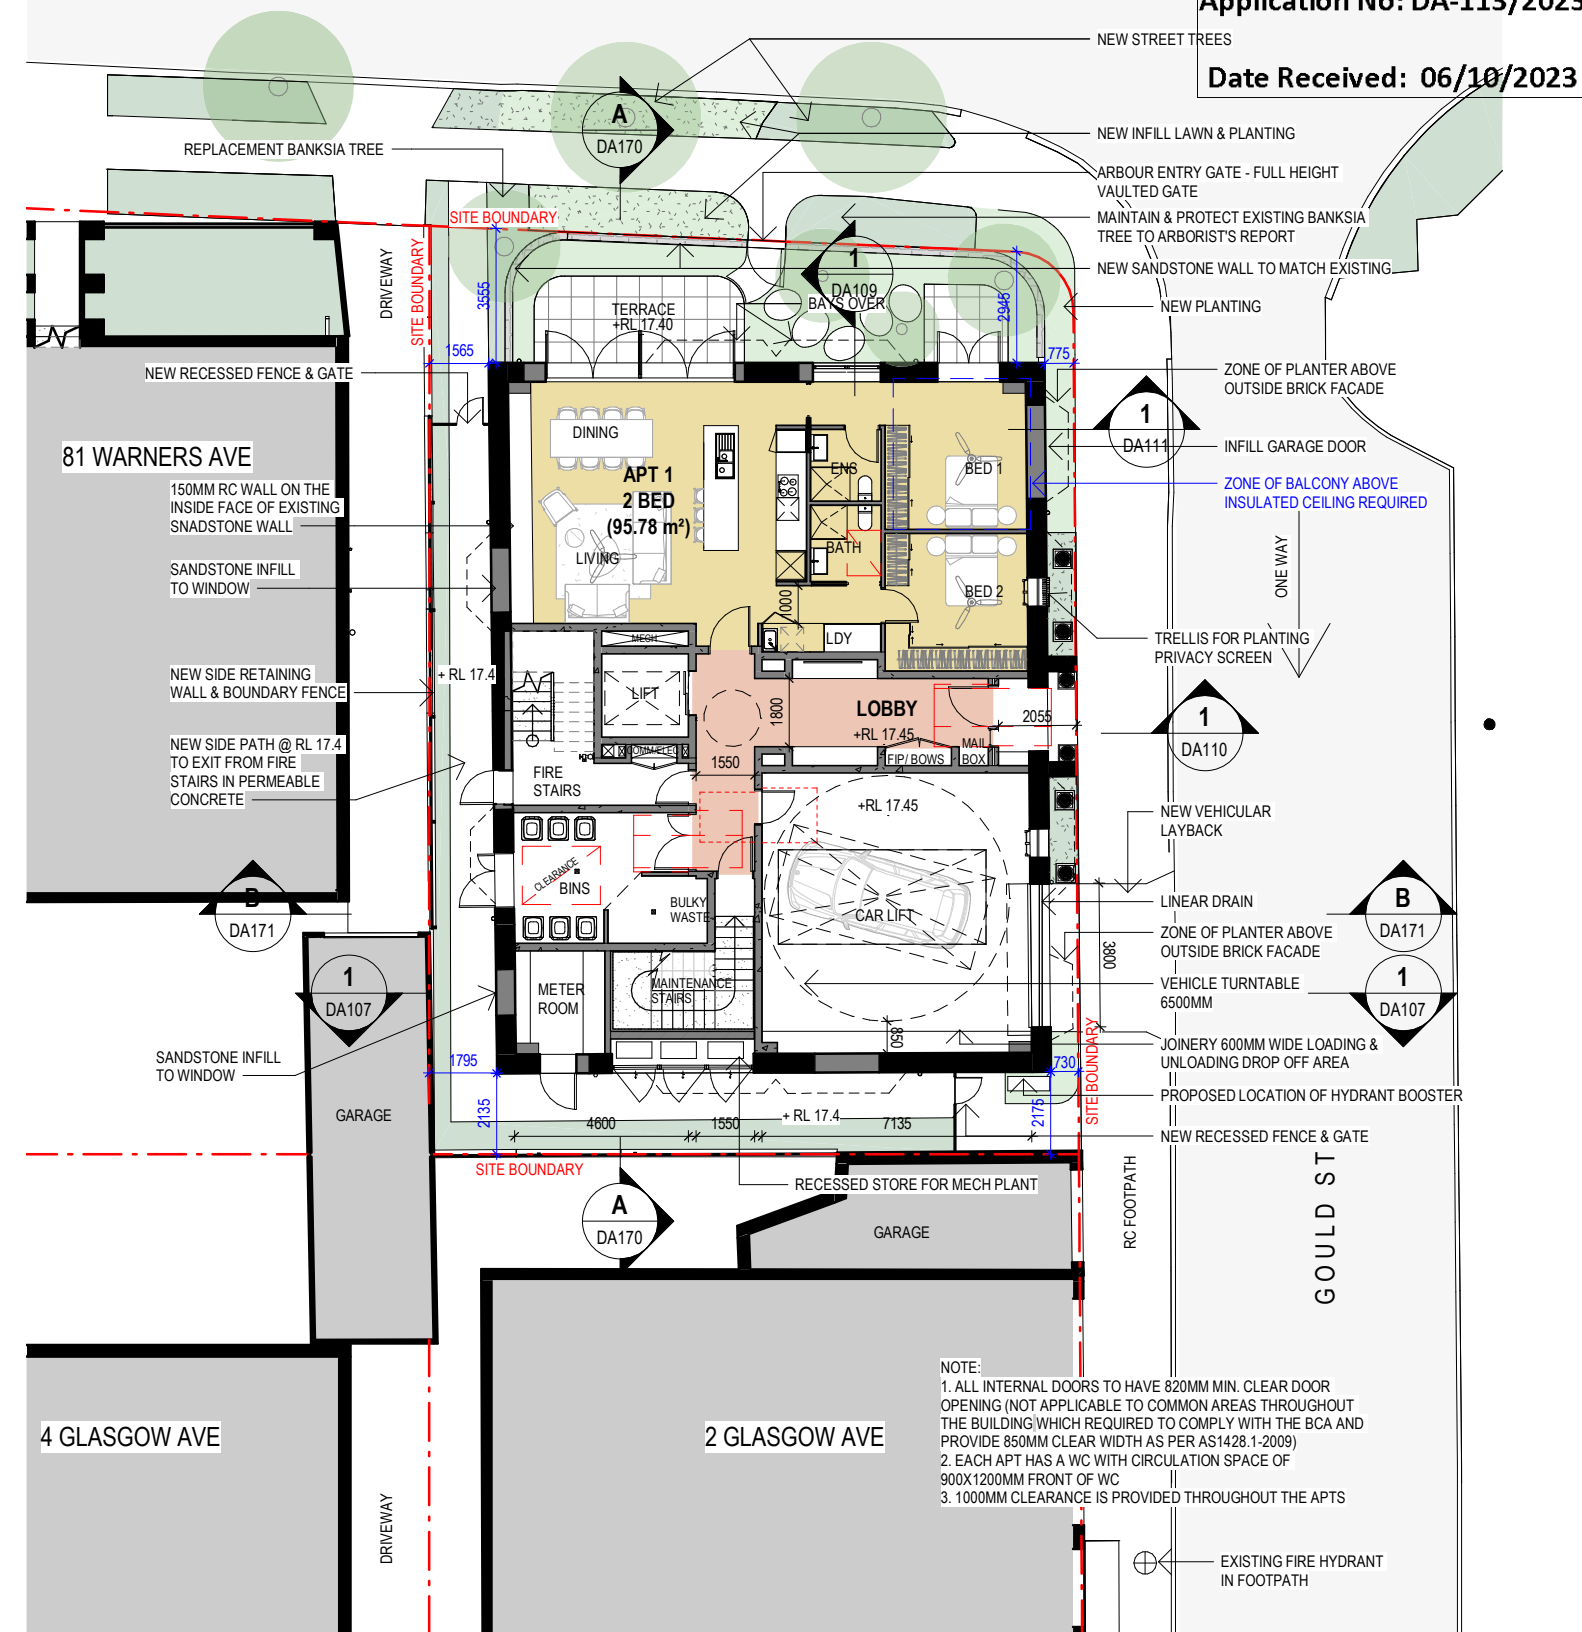 Application No: DA-113/2023
Date Received: 06/10/2023
NEW STREET TREES
NEW INFILL LAWN & PLANTING
ARBOUR ENTRY GATE - FULL HEIGHT
VAULTED GATE
MAINTAIN & PROTECT EXISTING BANKSIA
TREE TO ARBORIST'S REPORT
NEW SANDSTONE WALL TO MATCH EXISTING
NEW PLANTING
ZONE OF PLANTER ABOVE
OUTSIDE BRICK FACADE
INFILL GARAGE DOOR
ZONE OF BALCONY ABOVE
INSULATED CEILING REQUIRED
ONE WAY
TRELLIS FOR PLANTING
PRIVACY SCREEN
NEW VEHICULAR
LAYBACK
LINEAR DRAIN
ZONE OF PLANTER ABOVE
OUTSIDE BRICK FACADE
VEHICLE TURNTABLE
6500MM
JOINERY 600MM WIDE LOADING &
UNLOADING DROP OFF AREA
PROPOSED LOCATION OF HYDRANT BOOSTER
NEW RECESSED FENCE & GATE
RECESSED STORE FOR MECH PLANT
REPLACEMENT BANKSIA TREE
SITE BOUNDARY
SITE BOUNDARY
DRIVEWAY
NEW RECESSED FENCE & GATE
81 WARNERS AVE
150MM RC WALL ON THE
INSIDE FACE OF EXISTING
SNADSTONE WALL
SANDSTONE INFILL
TO WINDOW
NEW SIDE RETAINING
WALL & BOUNDARY FENCE
NEW SIDE PATH @ RL 17.4
TO EXIT FROM FIRE
STAIRS IN PERMEABLE
CONCRETE
SANDSTONE INFILL
TO WINDOW
A
DA170
1
DA109
1
DA111
1
DA110
B
DA171
B
DA171
1
DA107
1
DA107
A
DA170
3555
1565
2945
775
TERRACE
+RL 17.40
BAYS OVER
DINING
APT 1
2 BED
(95.78 m²)
LIVING
ENS
BED 1
BATH
BED 2
1000
LDY
MECH
LIFT
+ RL 17.4
1800
LOBBY
+RL 17.45
2055
MAIL
BOX
FIP/ BOWS
COMM/ELEC
1550
FIRE
STAIRS
+RL 17.45
CLEARANCE
BINS
BULKY
WASTE
CAR LIFT
3800
METER
ROOM
MAINTENANCE
STAIRS
850
1795
2135
730
2175
4600
1550
7135
+ RL 17.4
SITE BOUNDARY
SITE BOUNDARY
GARAGE
GARAGE
RC FOOTPATH
GOULD ST
4 GLASGOW AVE
2 GLASGOW AVE
DRIVEWAY
NOTE:
1. ALL INTERNAL DOORS TO HAVE 820MM MIN. CLEAR DOOR
OPENING (NOT APPLICABLE TO COMMON AREAS THROUGHOUT
THE BUILDING WHICH REQUIRED TO COMPLY WITH THE BCA AND
PROVIDE 850MM CLEAR WIDTH AS PER AS1428.1-2009)
2. EACH APT HAS A WC WITH CIRCULATION SPACE OF
900X1200MM FRONT OF WC
3. 1000MM CLEARANCE IS PROVIDED THROUGHOUT THE APTS
EXISTING FIRE HYDRANT
IN FOOTPATH